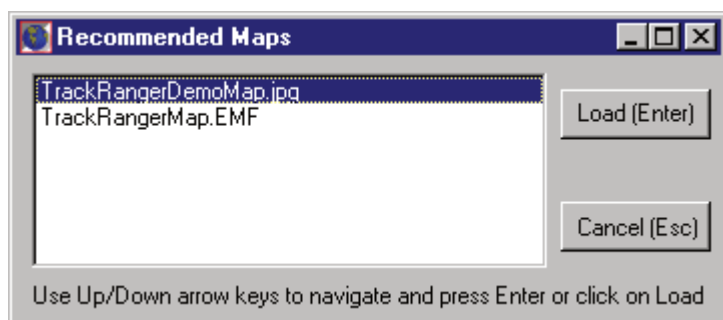 Recommended Maps
TrackRangerDemoMap.jpg
TrackRangerMap.EMF
Load (Enter)
Cancel (Esc)
Use Up/Down arrow keys to navigate and press Enter or click on Load